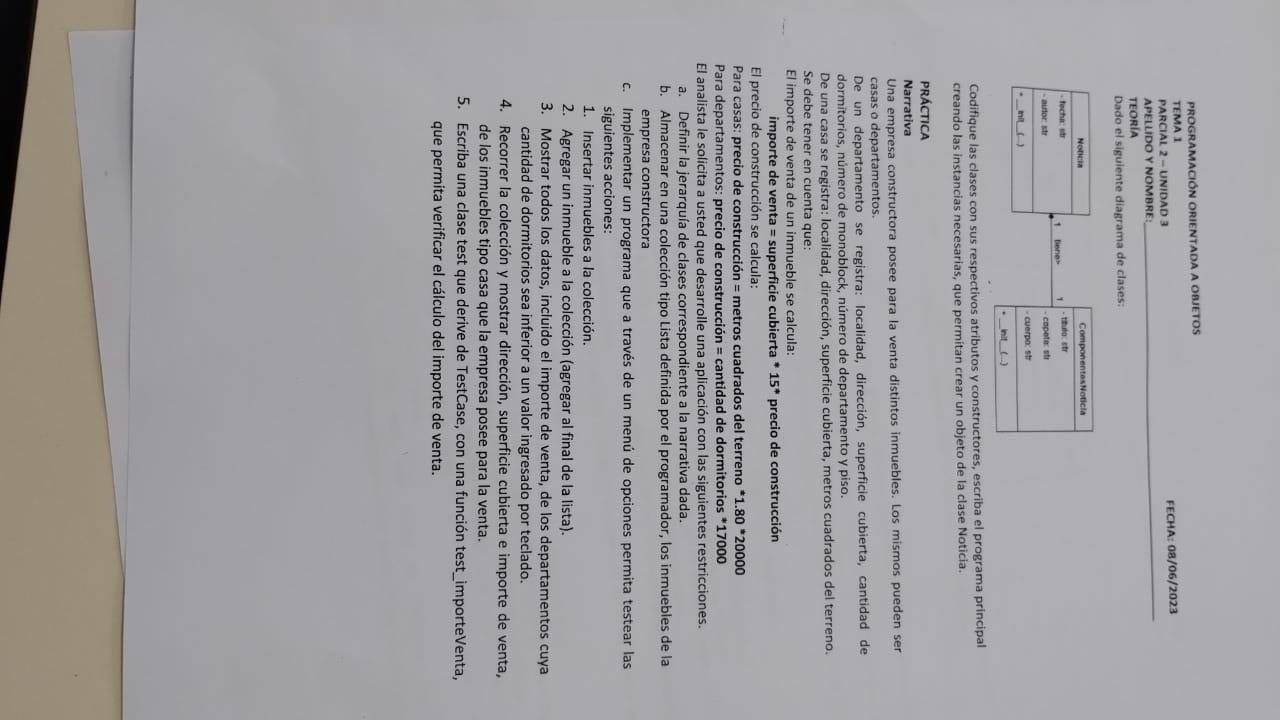 PROGRAMACIÓN ORIENTADA A OBJETOS
TEMA 1
FECHA: 08/06/2023
PARCIAL 2 – UNIDAD 3
APELLIDO Y NOMBRE:
TEORÍA
Dado el siguiente diagrama de clases:
Noticia
- fecha: str
- autor: str
+ __init__(...)
1 tiene> 1
ComponentesNoticia
- titulo: str
- copete: str
- cuerpo: str
+ __init__(...)
Codifique las clases con sus respectivos atributos y constructores, escriba el programa principal
creando las instancias necesarias, que permitan crear un objeto de la clase Noticia.
PRÁCTICA
Narrativa
Una empresa constructora posee para la venta distintos inmuebles. Los mismos pueden ser
casas o departamentos.
De un departamento se registra: localidad, dirección, superficie cubierta, cantidad de
dormitorios, número de monoblock, número de departamento y piso.
De una casa se registra: localidad, dirección, superficie cubierta, metros cuadrados del terreno.
Se debe tener en cuenta que:
El importe de venta de un inmueble se calcula:
importe de venta = superficie cubierta * 15* precio de construcción
El precio de construcción se calcula:
Para casas: precio de construcción = metros cuadrados del terreno *1.80 *20000
Para departamentos: precio de construcción = cantidad de dormitorios *17000
El analista le solicita a usted que desarrolle una aplicación con las siguientes restricciones.
a. Definir la jerarquía de clases correspondiente a la narrativa dada.
b. Almacenar en una colección tipo Lista definida por el programador, los inmuebles de la
empresa constructora
c. Implementar un programa que a través de un menú de opciones permita testear las
siguientes acciones:
1. Insertar inmuebles a la colección.
2. Agregar un inmueble a la colección (agregar al final de la lista).
3. Mostrar todos los datos, incluido el importe de venta, de los departamentos cuya
cantidad de dormitorios sea inferior a un valor ingresado por teclado.
4. Recorrer la colección y mostrar dirección, superficie cubierta e importe de venta,
de los inmuebles tipo casa que la empresa posee para la venta.
5. Escriba una clase test que derive de TestCase, con una función test_importeVenta,
que permita verificar el cálculo del importe de venta.